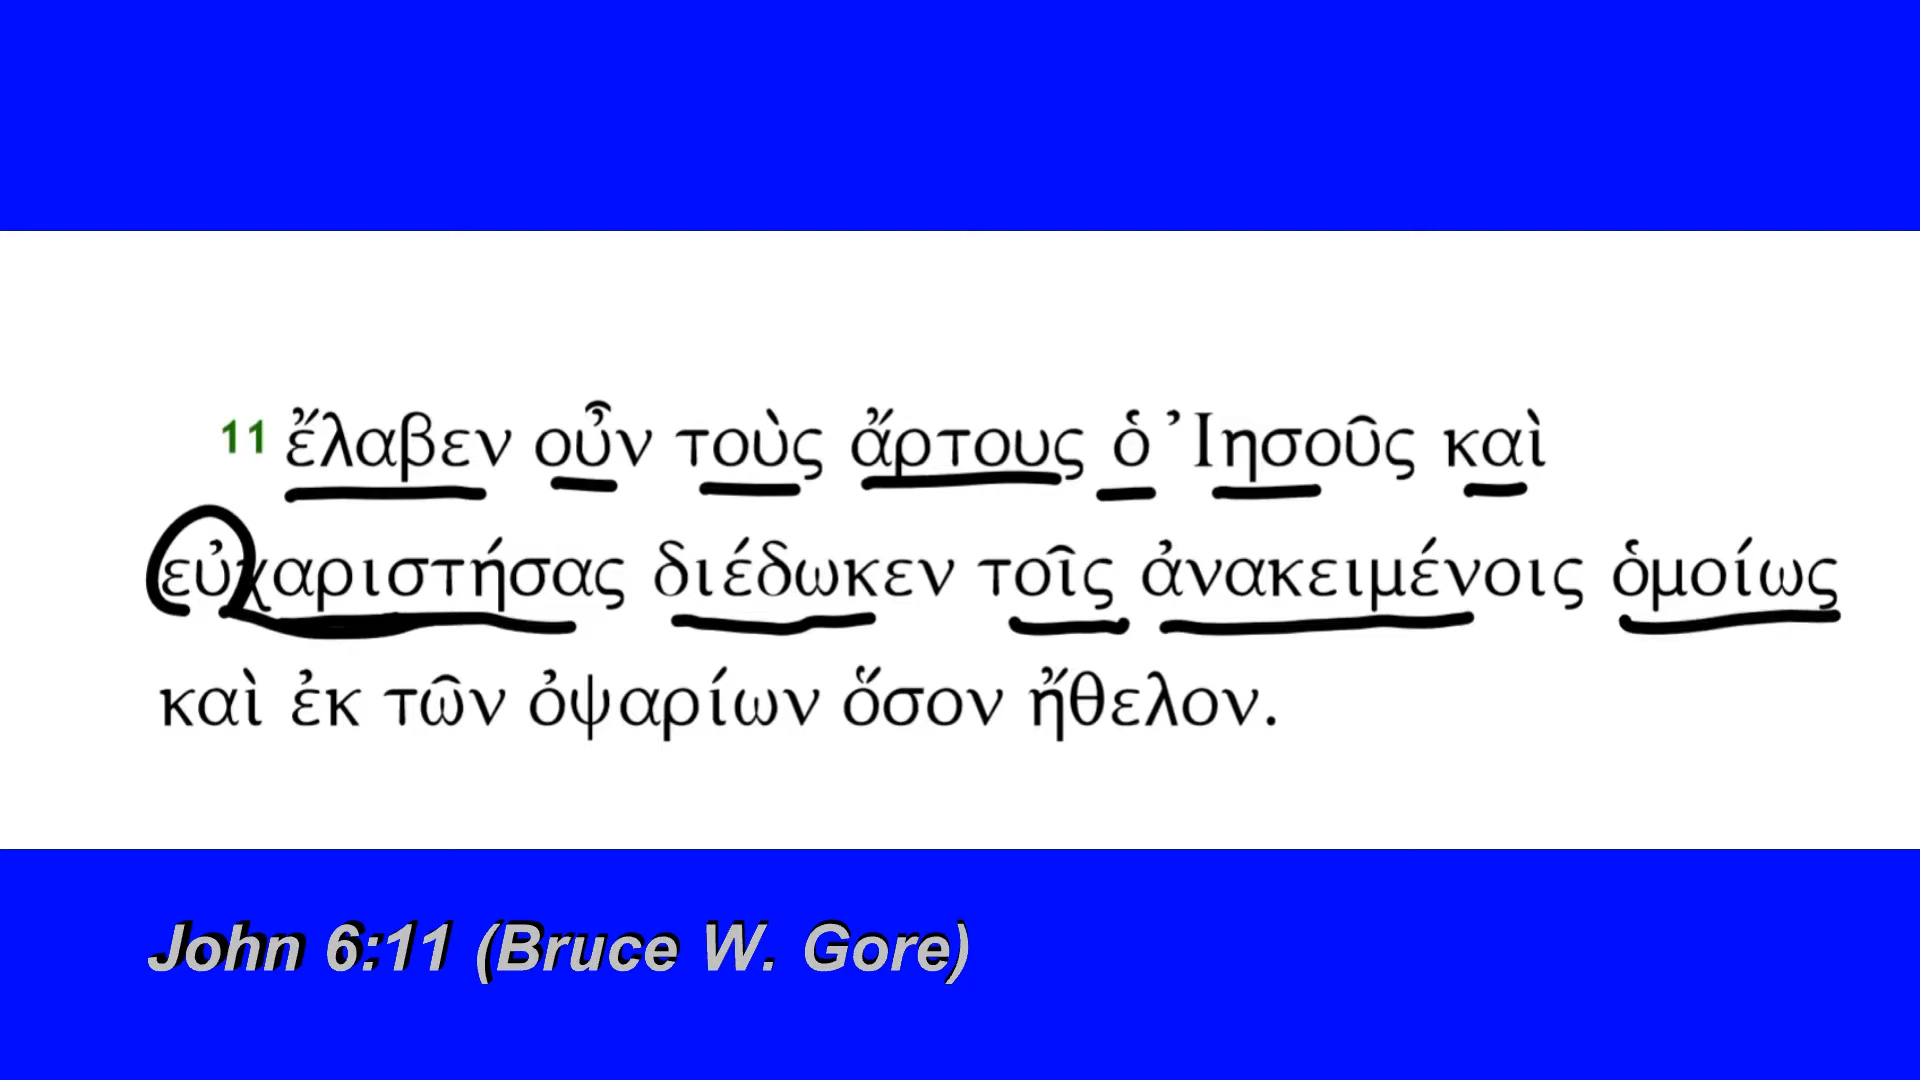 11 ἔλαβεν οὖν τοὺς ἄρτους ὁ Ἰησοῦς καὶ
εὐχαριστήσας διέδωκεν τοῖς ἀνακειμένοις ὁμοίως
καὶ ἐκ τῶν ὀψαρίων ὅσον ἤθελον.
John 6:11 (Bruce W. Gore)